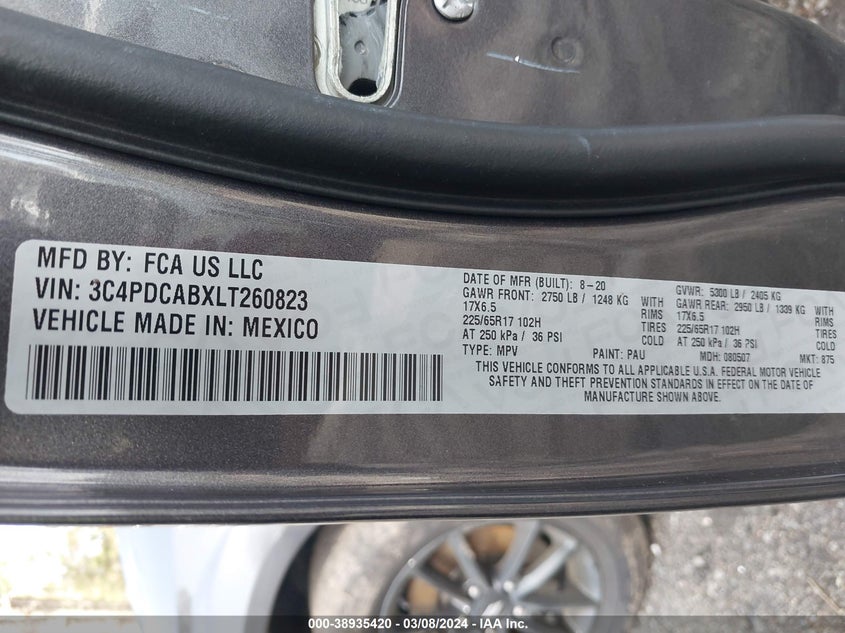 MFD BY: FCA US LLC
VIN: 3C4PDCABXLT260823
VEHICLE MADE IN: MEXICO
DATE OF MFR (BUILT): 8-20
GAWR FRONT: 2750 LB / 1248 KG
17X6.5 RIMS
225/65R17 102H TIRES
AT 250 kPa / 36 PSI COLD
TYPE: MPV PAINT: PAU
GVWR: 5300 LB / 2405 KG
GAWR REAR: 2950 LB / 1339 KG
17X6.5 RIMS
225/65R17 102H TIRES
AT 250 kPa / 36 PSI COLD
MDH: 080507 MKT: 875
THIS VEHICLE CONFORMS TO ALL APPLICABLE U.S.A. FEDERAL MOTOR VEHICLE
SAFETY AND THEFT PREVENTION STANDARDS IN EFFECT ON THE DATE OF
MANUFACTURE SHOWN ABOVE.
000-38935420 — 03/08/2024 — IAA Inc.